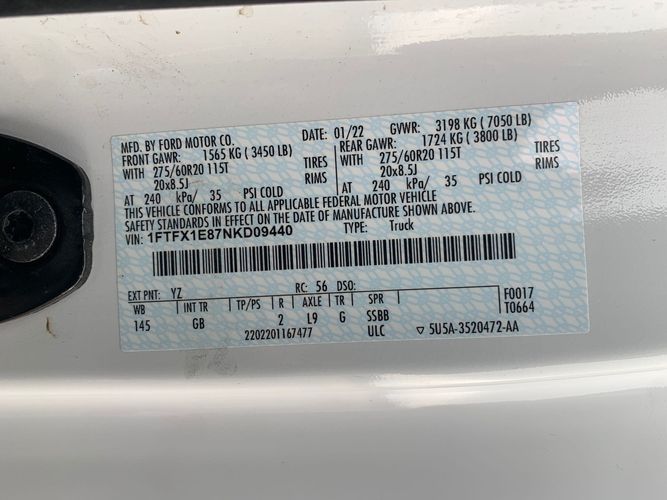 MFD. BY FORD MOTOR CO. DATE: 01/22 GVWR: 3198 KG ( 7050 LB)
FRONT GAWR: 1565 KG ( 3450 LB) REAR GAWR: 1724 KG ( 3800 LB)
WITH 275/60R20 115T TIRES WITH 275/60R20 115T TIRES
20x8.5J RIMS 20x8.5J RIMS
AT 240 kPa/ 35 PSI COLD AT 240 kPa/ 35 PSI COLD
THIS VEHICLE CONFORMS TO ALL APPLICABLE FEDERAL MOTOR VEHICLE
SAFETY STANDARDS IN EFFECT ON THE DATE OF MANUFACTURE SHOWN ABOVE.
VIN: 1FTFX1E87NKD09440 TYPE: Truck
EXT PNT: YZ RC: 56 DSO:
WB INT TR TP/PS R AXLE TR SPR F0017
145 GB 2 L9 G SSBB T0664
2202201167477 ULC ▽ 5U5A-3520472-AA